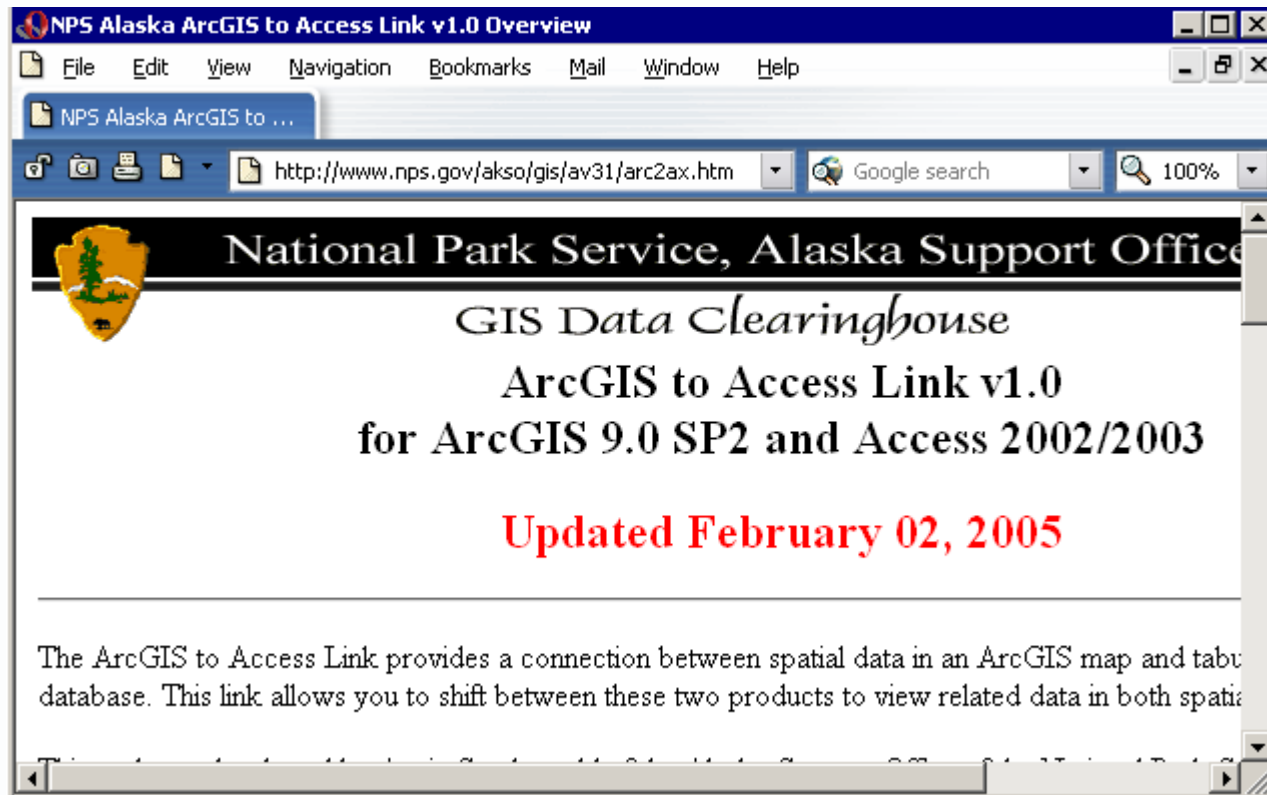 NPS Alaska ArcGIS to Access Link v1.0 Overview
File Edit View Navigation Bookmarks Mail Window Help
NPS Alaska ArcGIS to ...
http://www.nps.gov/akso/gis/av31/arc2ax.htm Google search 100%
National Park Service, Alaska Support Office
GIS Data Clearinghouse
ArcGIS to Access Link v1.0
for ArcGIS 9.0 SP2 and Access 2002/2003
Updated February 02, 2005
The ArcGIS to Access Link provides a connection between spatial data in an ArcGIS map and tabu
database. This link allows you to shift between these two products to view related data in both spatia